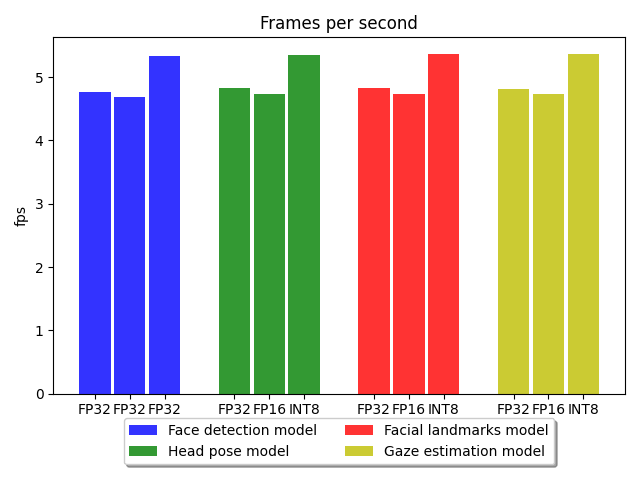 Frames per second
5
4
3
2
1
0
fps
FP32 FP32 FP32 FP32 FP16 INT8 FP32 FP16 INT8 FP32 FP16 INT8
Face detection model Facial landmarks model
Head pose model Gaze estimation model